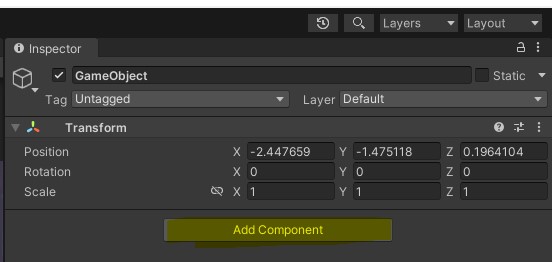 Layers Layout
Inspector
GameObject Static
Tag Untagged Layer Default
Transform
Position X -2.447659 Y -1.475118 Z 0.1964104
Rotation X 0 Y 0 Z 0
Scale X 1 Y 1 Z 1
Add Component